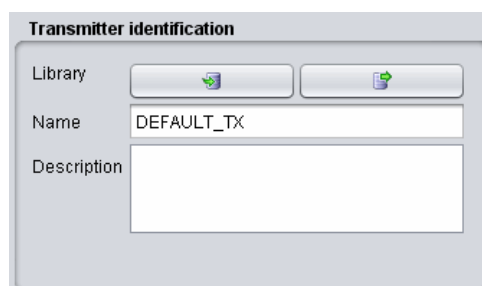 Transmitter identification
Library
Name DEFAULT_TX
Description